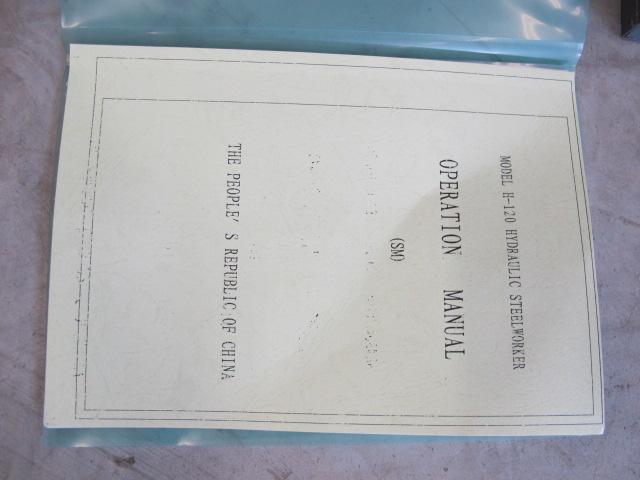 MODEL H-120 HYDRAULIC STEELWORKER
OPERATION MANUAL
(SM)
THE PEOPLE'S REPUBLIC OF CHINA